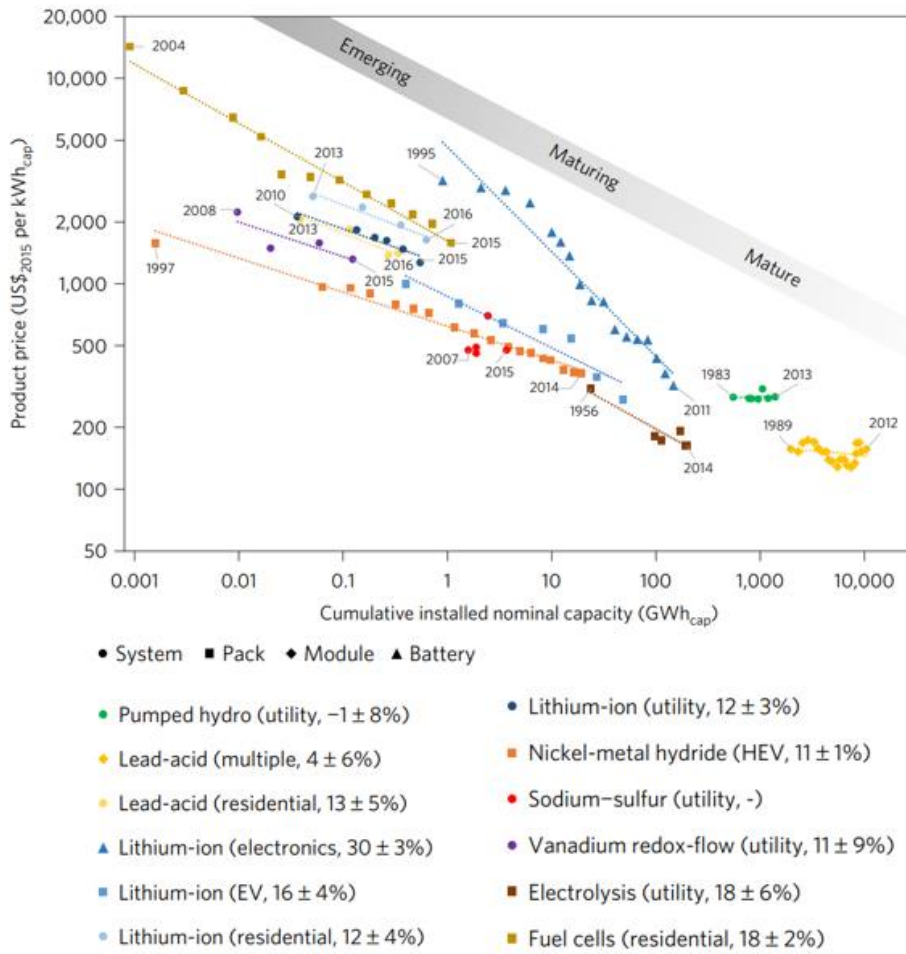 20,000
10,000
5,000
2,000
1,000
500
200
100
50
Product price (US$2015 per kWhcap)
Emerging
Maturing
Mature
2004
1995
2013
2010
2008
2013
2016
2016
2015
2015
2015
1997
2007
2015
2014
1956
2011
2014
1983
2013
1989
2012
0.001 0.01 0.1 1 10 100 1,000 10,000
Cumulative installed nominal capacity (GWhcap)
System Pack Module Battery
Pumped hydro (utility, −1 ± 8%)
Lead-acid (multiple, 4 ± 6%)
Lead-acid (residential, 13 ± 5%)
Lithium-ion (electronics, 30 ± 3%)
Lithium-ion (EV, 16 ± 4%)
Lithium-ion (residential, 12 ± 4%)
Lithium-ion (utility, 12 ± 3%)
Nickel-metal hydride (HEV, 11 ± 1%)
Sodium–sulfur (utility, -)
Vanadium redox-flow (utility, 11 ± 9%)
Electrolysis (utility, 18 ± 6%)
Fuel cells (residential, 18 ± 2%)